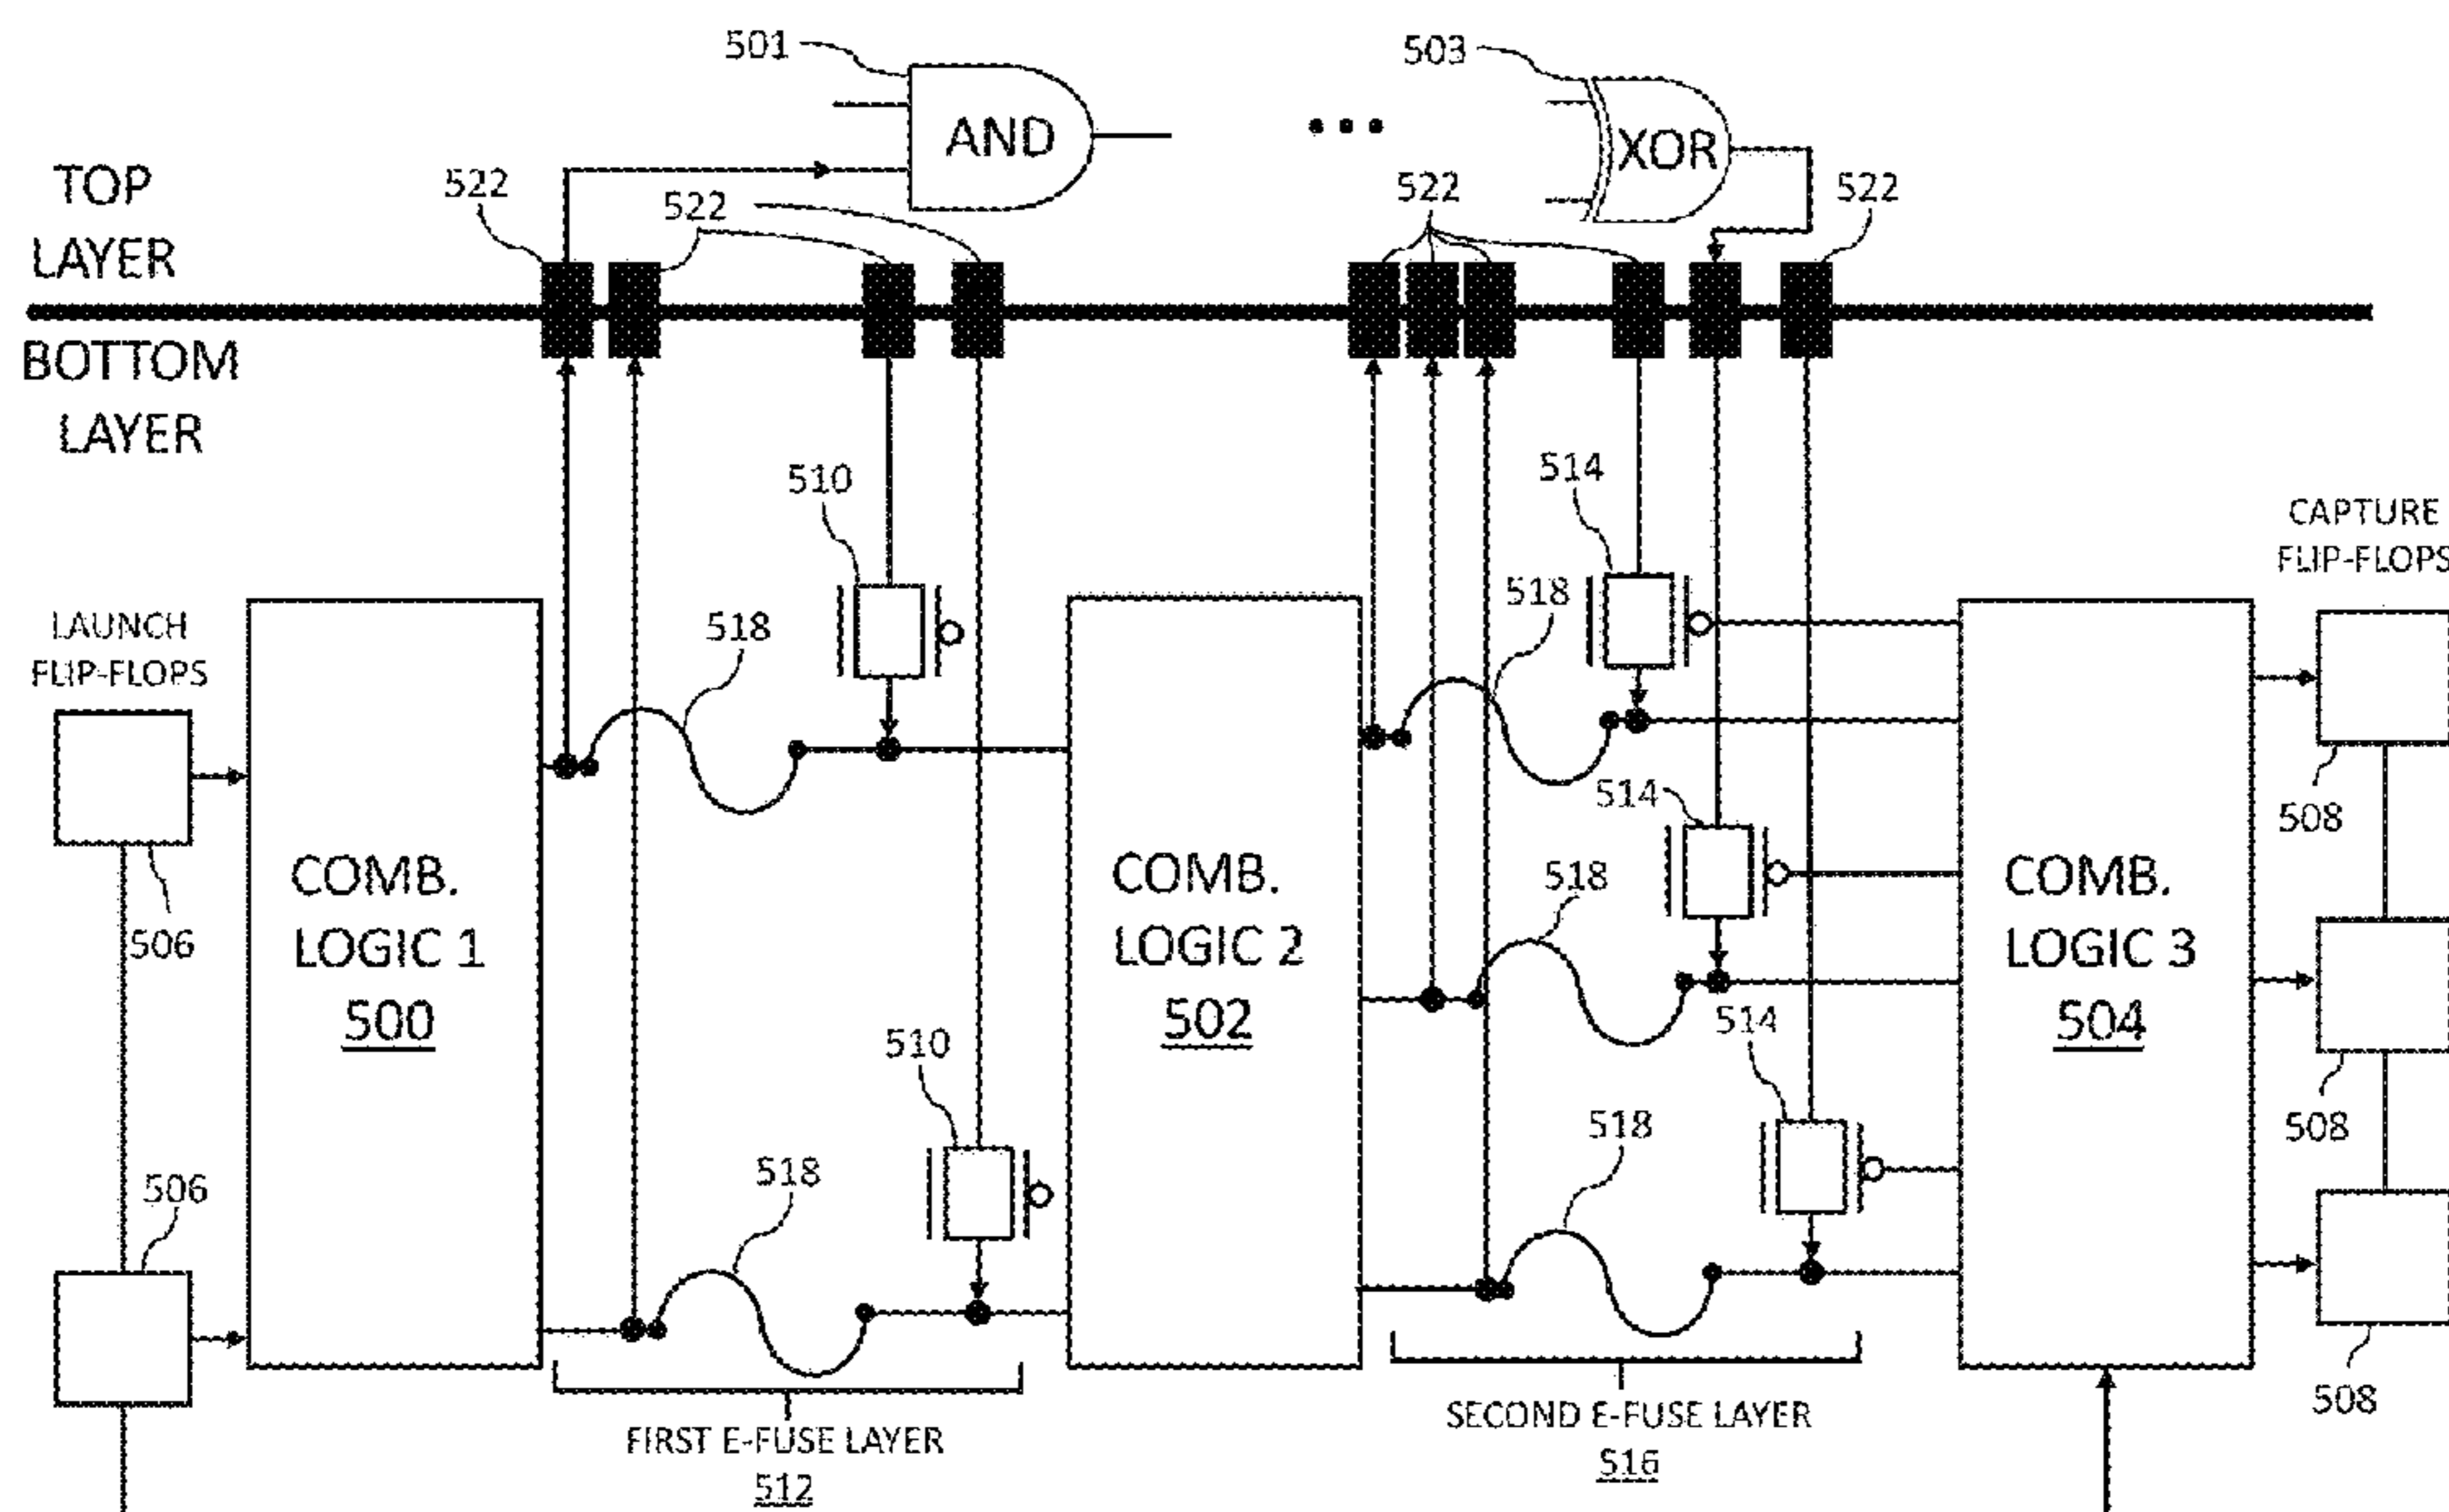 501
503
AND
XOR
TOP
LAYER
522
522
522
522
BOTTOM
LAYER
510
514
CAPTURE
FLIP-FLOPS
LAUNCH
FLIP-FLOPS
518
518
514
508
506
COMB.
LOGIC 1
500
COMB.
LOGIC 2
502
518
COMB.
LOGIC 3
504
510
514
508
506
518
518
508
FIRST E-FUSE LAYER
512
SECOND E-FUSE LAYER
516